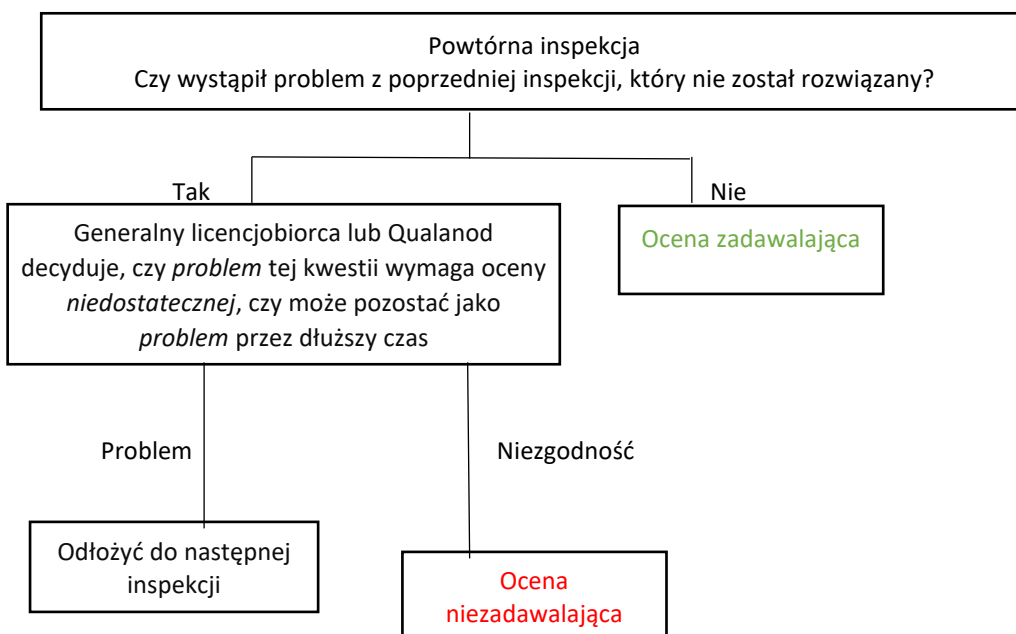 Powtórna inspekcja
Czy wystąpił problem z poprzedniej inspekcji, który nie został rozwiązany?
Tak
Nie
Generalny licencjobiorca lub Qualanod
decyduje, czy problem tej kwestii wymaga oceny
niedostatecznej, czy może pozostać jako
problem przez dłuższy czas
Ocena zadawalająca
Problem
Niezgodność
Odłożyć do następnej
inspekcji
Ocena
niezadawalająca